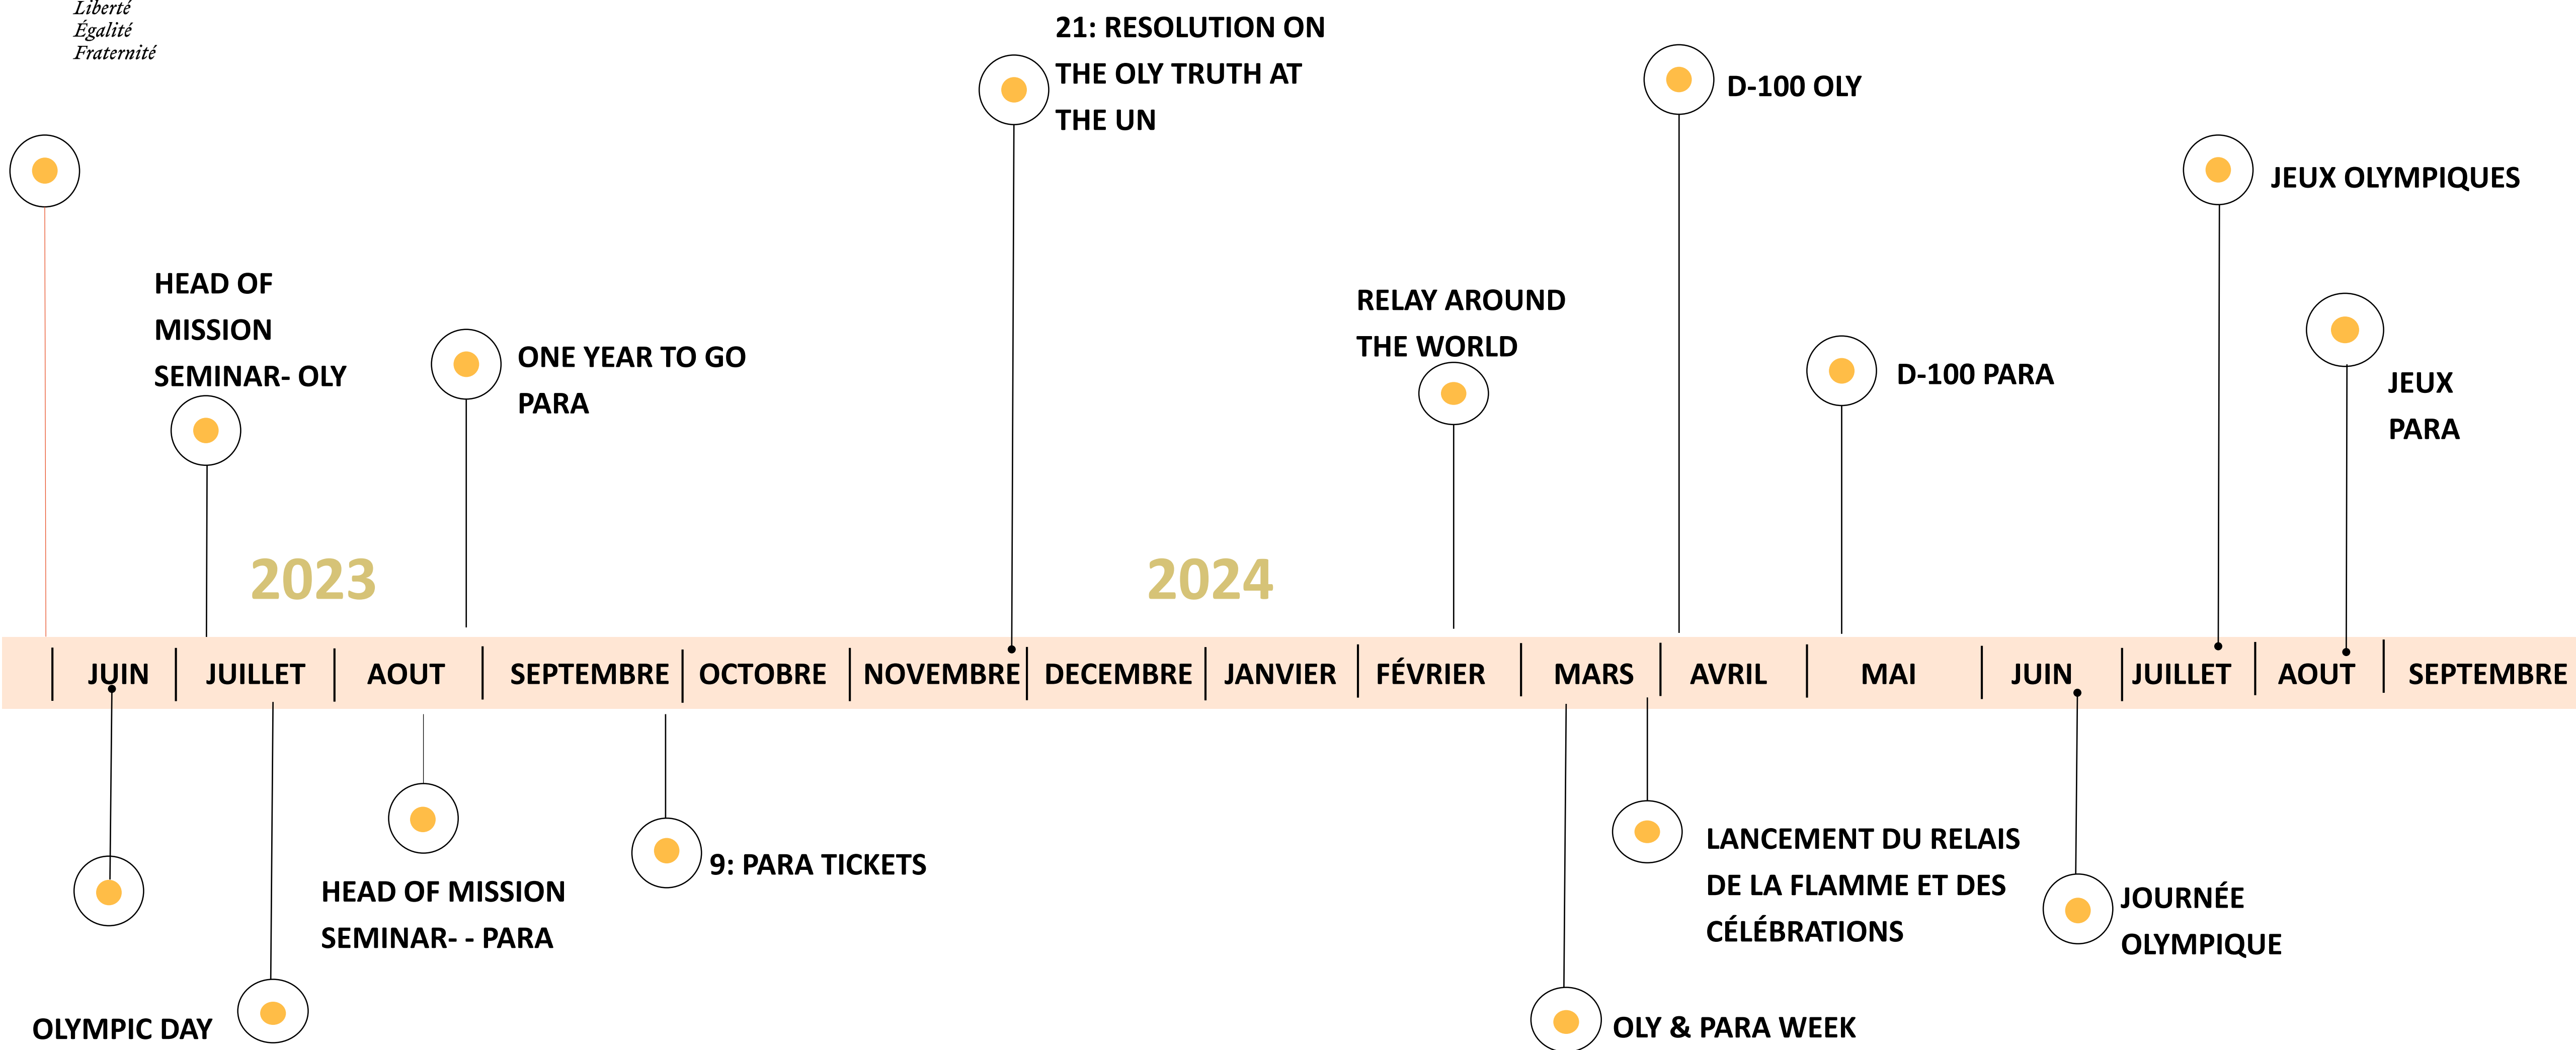 Liberté
Égalité
Fraternité
21: RESOLUTION ON
THE OLY TRUTH AT
THE UN
D-100 OLY
JEUX OLYMPIQUES
HEAD OF
MISSION
SEMINAR- OLY
ONE YEAR TO GO
PARA
RELAY AROUND
THE WORLD
D-100 PARA
JEUX
PARA
2023
2024
JUIN JUILLET AOUT SEPTEMBRE OCTOBRE NOVEMBRE DECEMBRE JANVIER FÉVRIER MARS AVRIL MAI JUIN JUILLET AOUT SEPTEMBRE
9: PARA TICKETS
HEAD OF MISSION
SEMINAR- - PARA
LANCEMENT DU RELAIS
DE LA FLAMME ET DES
CÉLÉBRATIONS
JOURNÉE
OLYMPIQUE
OLYMPIC DAY
OLY & PARA WEEK